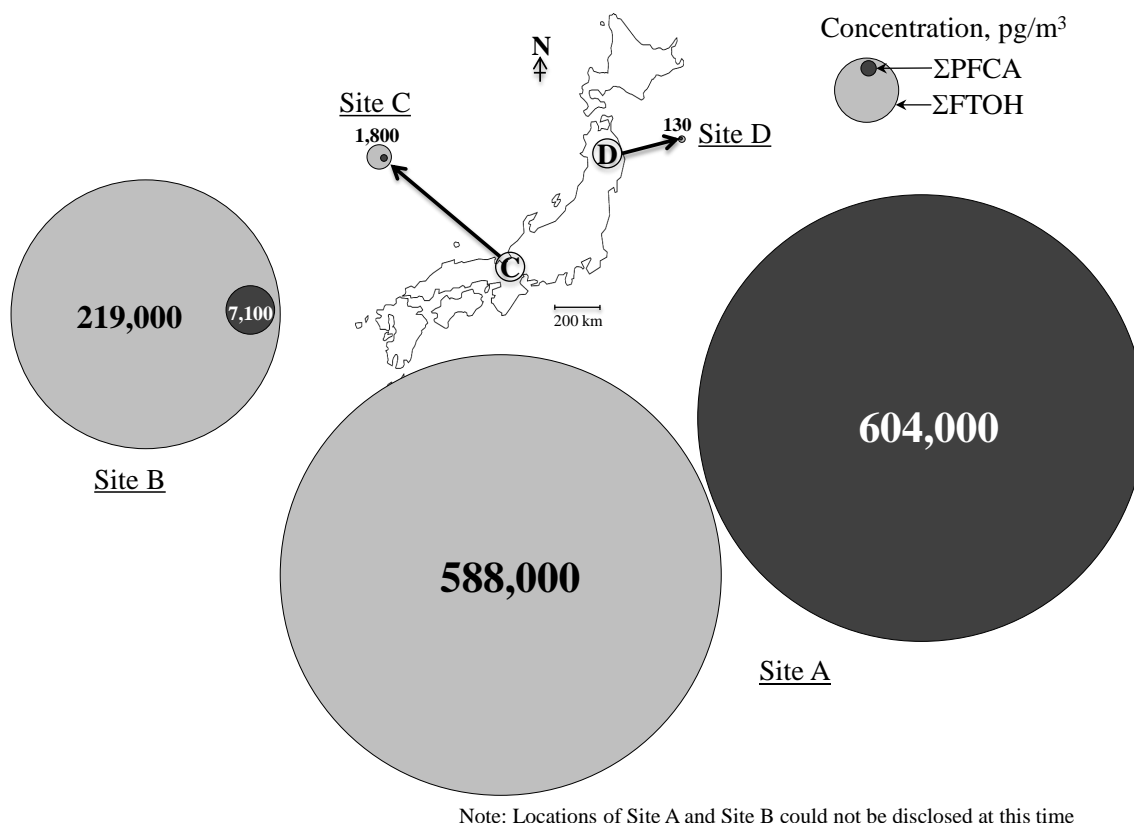 Concentration, pg/m³
ΣPFCA
ΣFTOH
N
Site C
1,800
130
Site D
D
C
200 km
219,000
7,100
Site B
604,000
588,000
Site A
Note: Locations of Site A and Site B could not be disclosed at this time